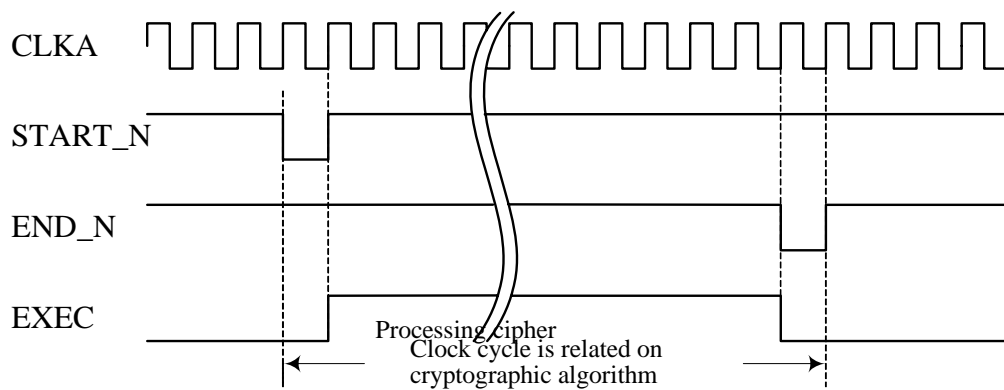 CLKA
START_N
END_N
EXEC
Processing cipher
Clock cycle is related on
cryptographic algorithm